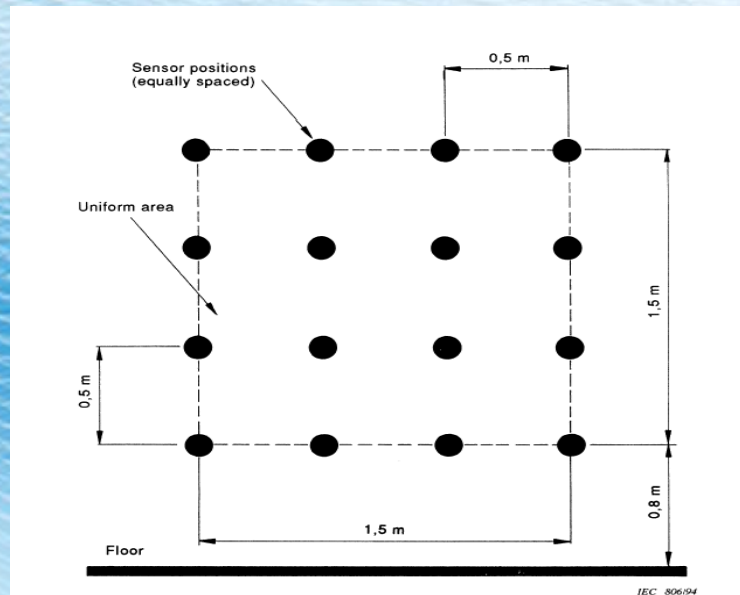 0,5 m
Sensor positions
(equally spaced)
Uniform area
1,5 m
0,5 m
0,8 m
1,5 m
Floor
IEC 806/94